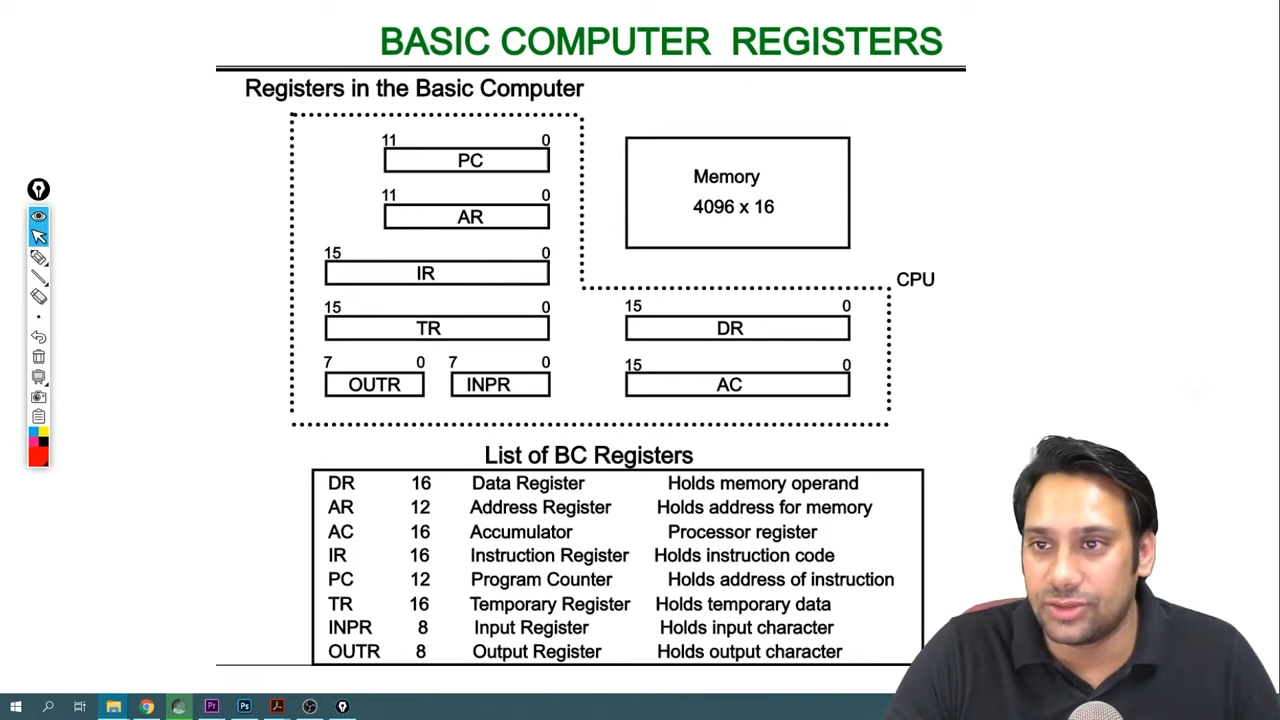 BASIC COMPUTER REGISTERS
Registers in the Basic Computer
11 0
PC
11 0
AR
15 0
IR
15 0
TR
7 0 7 0
OUTR INPR
Memory
4096 x 16
CPU
15 0
DR
15 0
AC
List of BC Registers
DR 16 Data Register Holds memory operand
AR 12 Address Register Holds address for memory
AC 16 Accumulator Processor register
IR 16 Instruction Register Holds instruction code
PC 12 Program Counter Holds address of instruction
TR 16 Temporary Register Holds temporary data
INPR 8 Input Register Holds input character
OUTR 8 Output Register Holds output character
Pr Ps